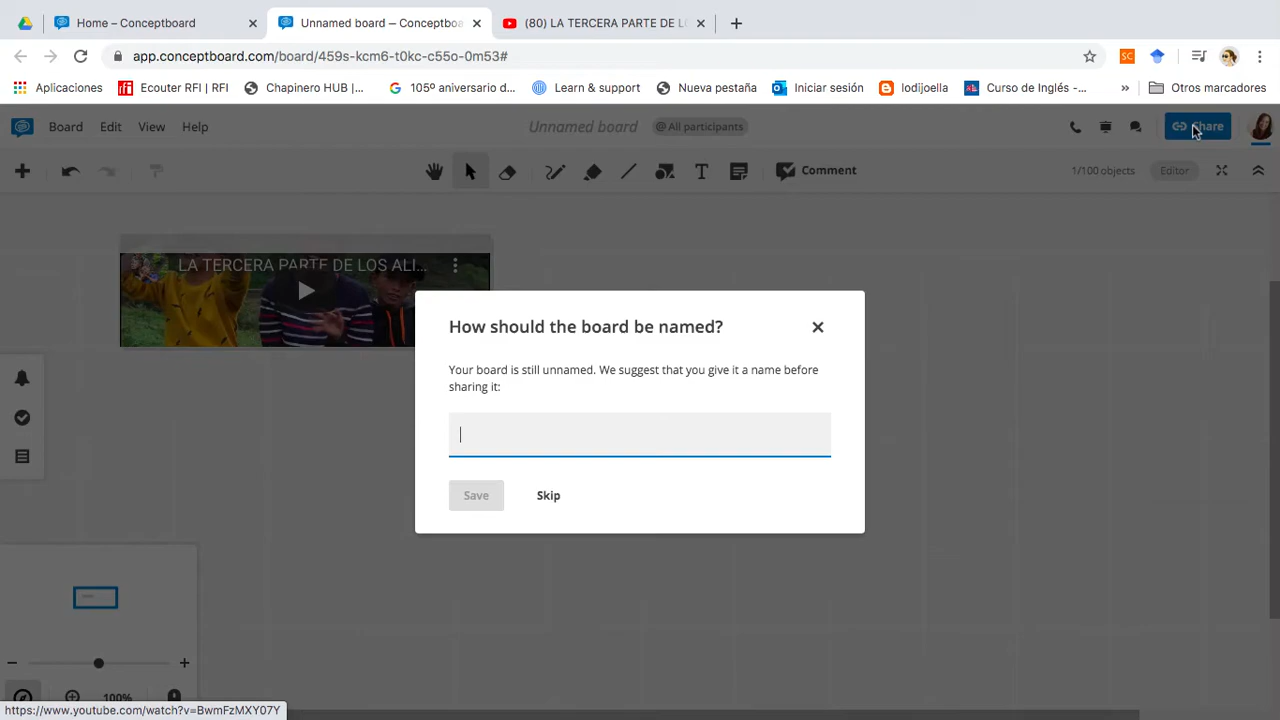 Home – Conceptboard
Unnamed board — Conceptboa
(80) LA TERCERA PARTE DE LO
app.conceptboard.com/board/459s-kcm6-t0kc-c55o-0m53#
SC
Aplicaciones
Ecouter RFI | RFI
Chapinero HUB |...
105º aniversario d...
Learn & support
Nueva pestaña
Iniciar sesión
lodijoella
Curso de Inglés -...
»
Otros marcadores
Board
Edit
View
Help
Unnamed board
@ All participants
Share
Comment
1/100 objects
Editor
LA TERCERA PARTE DE LOS ALI...
How should the board be named?
Your board is still unnamed. We suggest that you give it a name before
sharing it:
Save
Skip
100%
https://www.youtube.com/watch?v=BwmFzMXY07Y